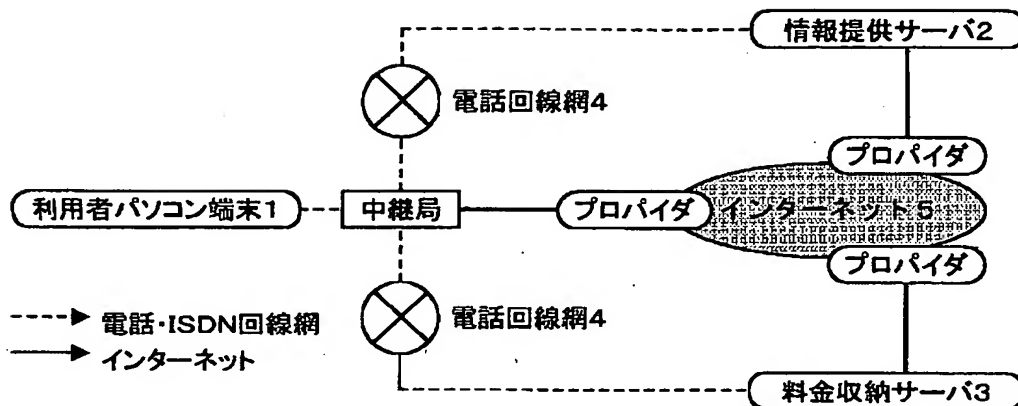 情報提供サーバ2
電話回線網4
プロバイダ
利用者パソコン端末1
中継局
プロバイダ
インターネット5
プロバイダ
電話回線網4
電話・ISDN回線網
インターネット
料金収納サーバ3